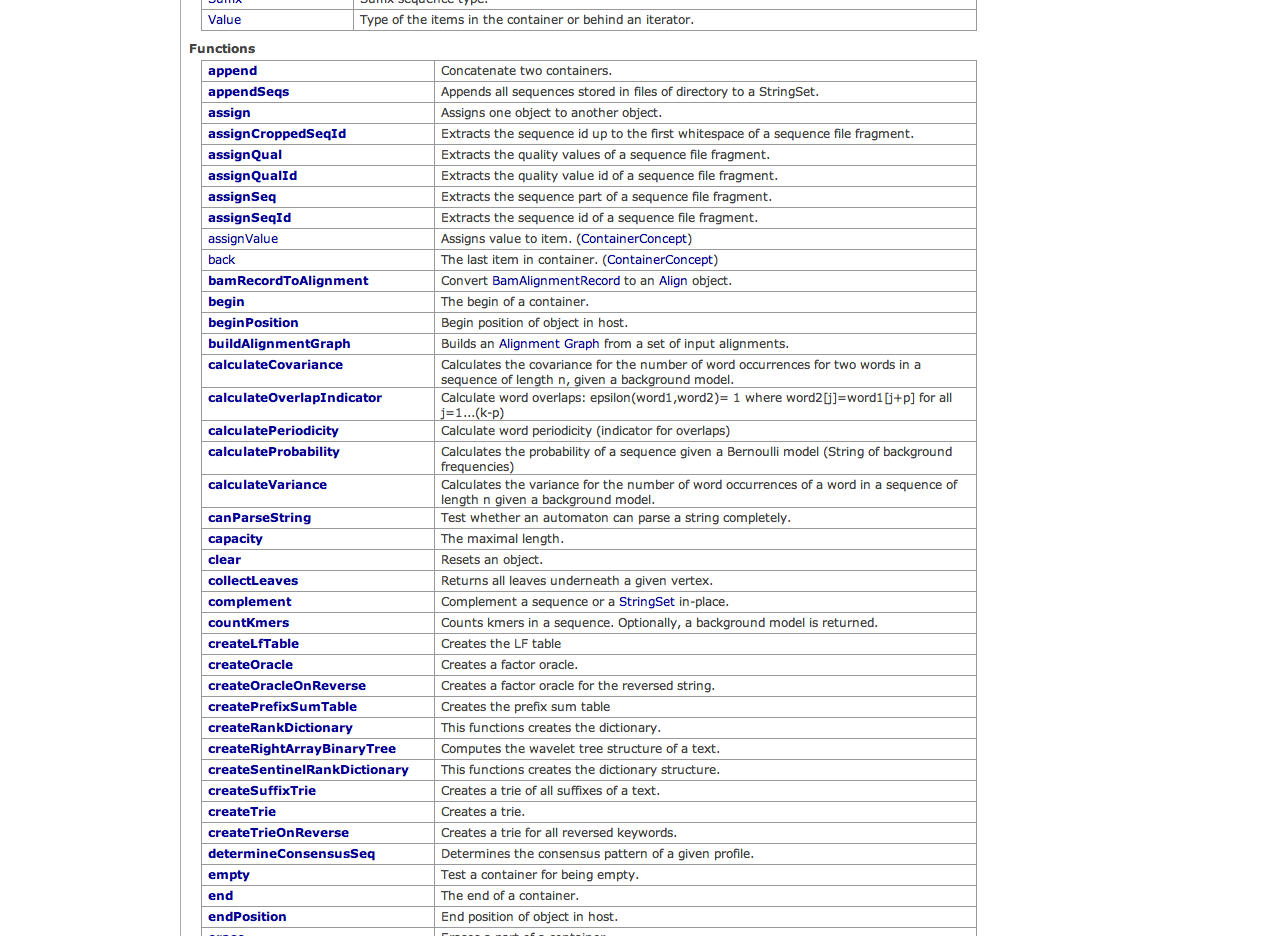 Suffix Suffix sequence type.
Value Type of the items in the container or behind an iterator.
Functions
append Concatenate two containers.
appendSeqs Appends all sequences stored in files of directory to a StringSet.
assign Assigns one object to another object.
assignCroppedSeqId Extracts the sequence id up to the first whitespace of a sequence file fragment.
assignQual Extracts the quality values of a sequence file fragment.
assignQualId Extracts the quality value id of a sequence file fragment.
assignSeq Extracts the sequence part of a sequence file fragment.
assignSeqId Extracts the sequence id of a sequence file fragment.
assignValue Assigns value to item. (ContainerConcept)
back The last item in container. (ContainerConcept)
bamRecordToAlignment Convert BamAlignmentRecord to an Align object.
begin The begin of a container.
beginPosition Begin position of object in host.
buildAlignmentGraph Builds an Alignment Graph from a set of input alignments.
calculateCovariance Calculates the covariance for the number of word occurrences for two words in a
sequence of length n, given a background model.
calculateOverlapIndicator Calculate word overlaps: epsilon(word1,word2)= 1 where word2[j]=word1[j+p] for all
j=1...(k-p)
calculatePeriodicity Calculate word periodicity (indicator for overlaps)
calculateProbability Calculates the probability of a sequence given a Bernoulli model (String of background
frequencies)
calculateVariance Calculates the variance for the number of word occurrences of a word in a sequence of
length n given a background model.
canParseString Test whether an automaton can parse a string completely.
capacity The maximal length.
clear Resets an object.
collectLeaves Returns all leaves underneath a given vertex.
complement Complement a sequence or a StringSet in-place.
countKmers Counts kmers in a sequence. Optionally, a background model is returned.
createLfTable Creates the LF table
createOracle Creates a factor oracle.
createOracleOnReverse Creates a factor oracle for the reversed string.
createPrefixSumTable Creates the prefix sum table
createRankDictionary This functions creates the dictionary.
createRightArrayBinaryTree Computes the wavelet tree structure of a text.
createSentinelRankDictionary This functions creates the dictionary structure.
createSuffixTrie Creates a trie of all suffixes of a text.
createTrie Creates a trie.
createTrieOnReverse Creates a trie for all reversed keywords.
determineConsensusSeq Determines the consensus pattern of a given profile.
empty Test a container for being empty.
end The end of a container.
endPosition End position of object in host.